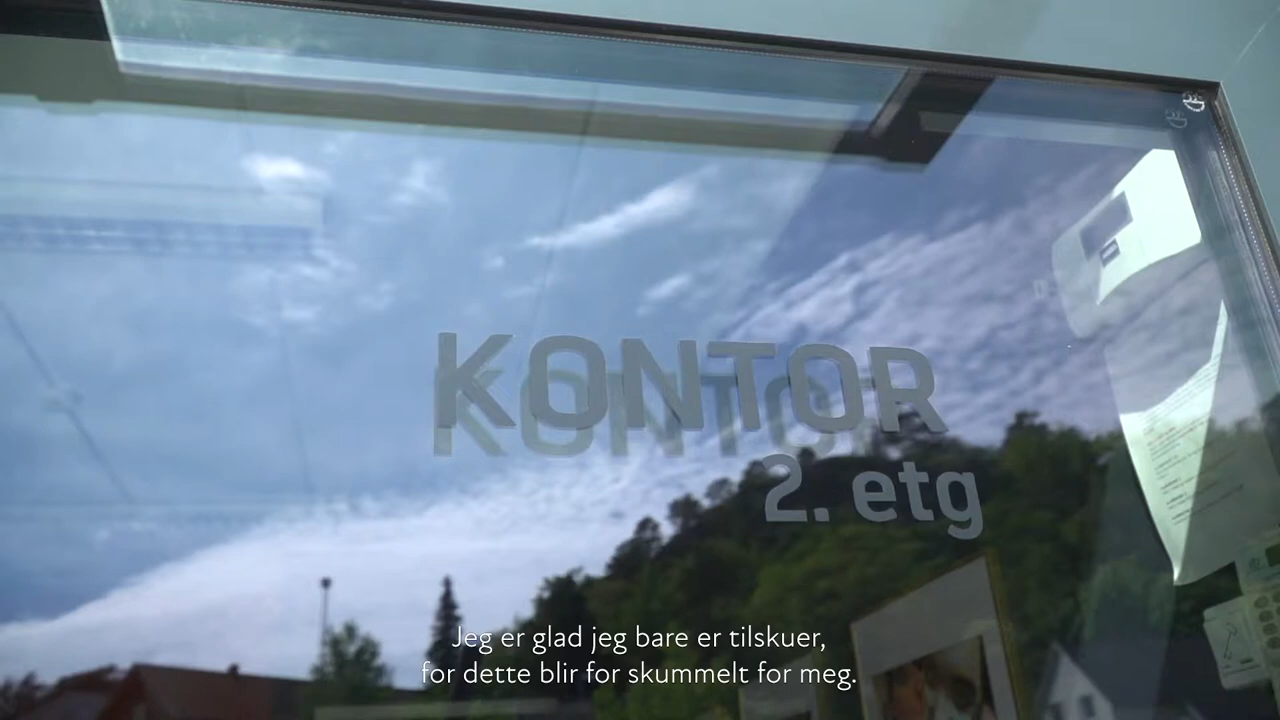 KONTOR
2. etg
Jeg er glad jeg bare er tilskuer,
for dette blir for skummelt for meg.